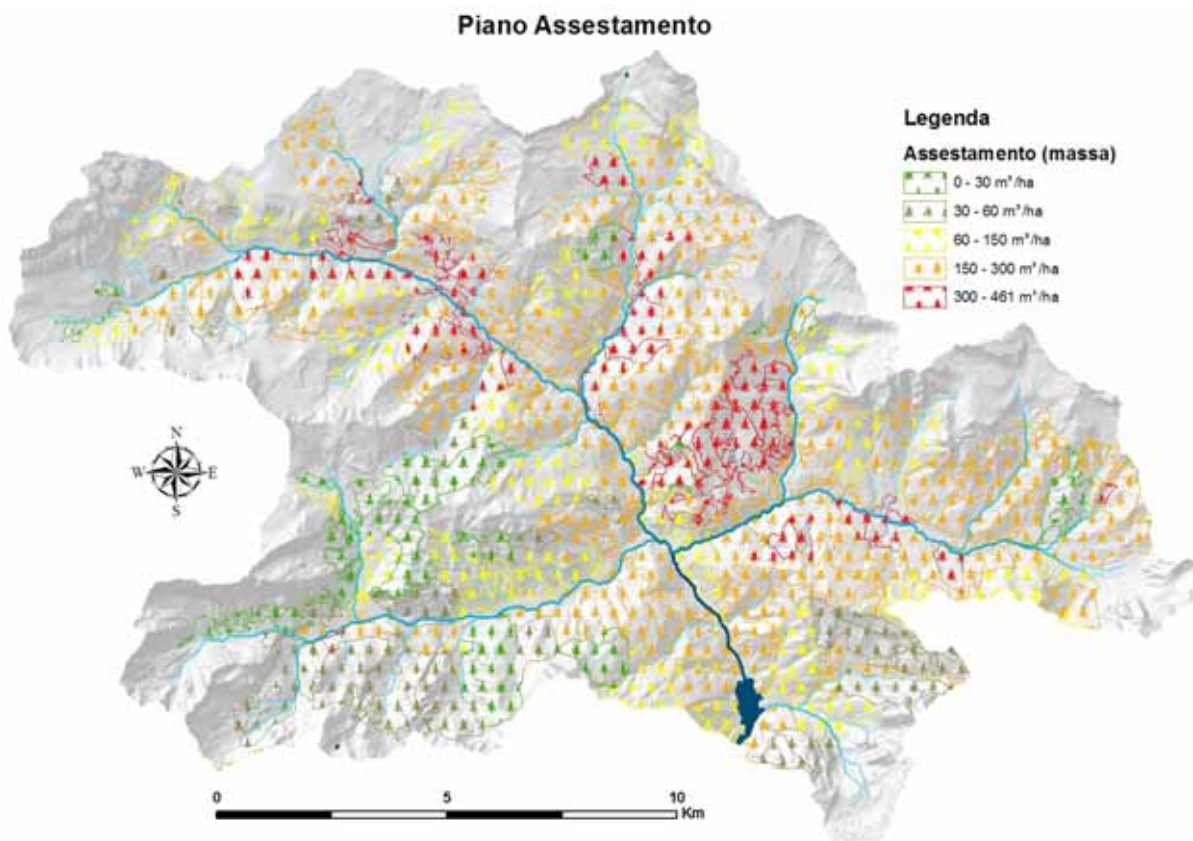 Piano Assestamento
Legenda
Assestamento (massa)
0 - 30 m³/ha
30 - 60 m³/ha
60 - 150 m³/ha
150 - 300 m³/ha
300 - 461 m³/ha
N
W E
S
0 5 10
Km